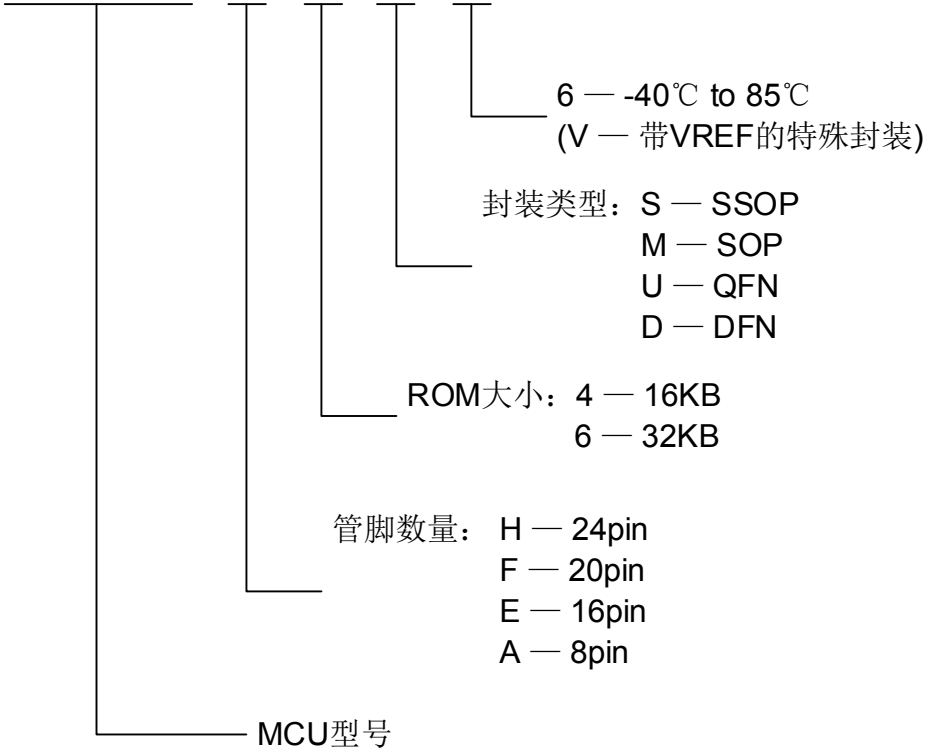 6 — -40℃ to 85℃
(V — 带VREF的特殊封装)
封装类型：S — SSOP
M — SOP
U — QFN
D — DFN
ROM大小：4 — 16KB
6 — 32KB
管脚数量：H — 24pin
F — 20pin
E — 16pin
A — 8pin
MCU型号